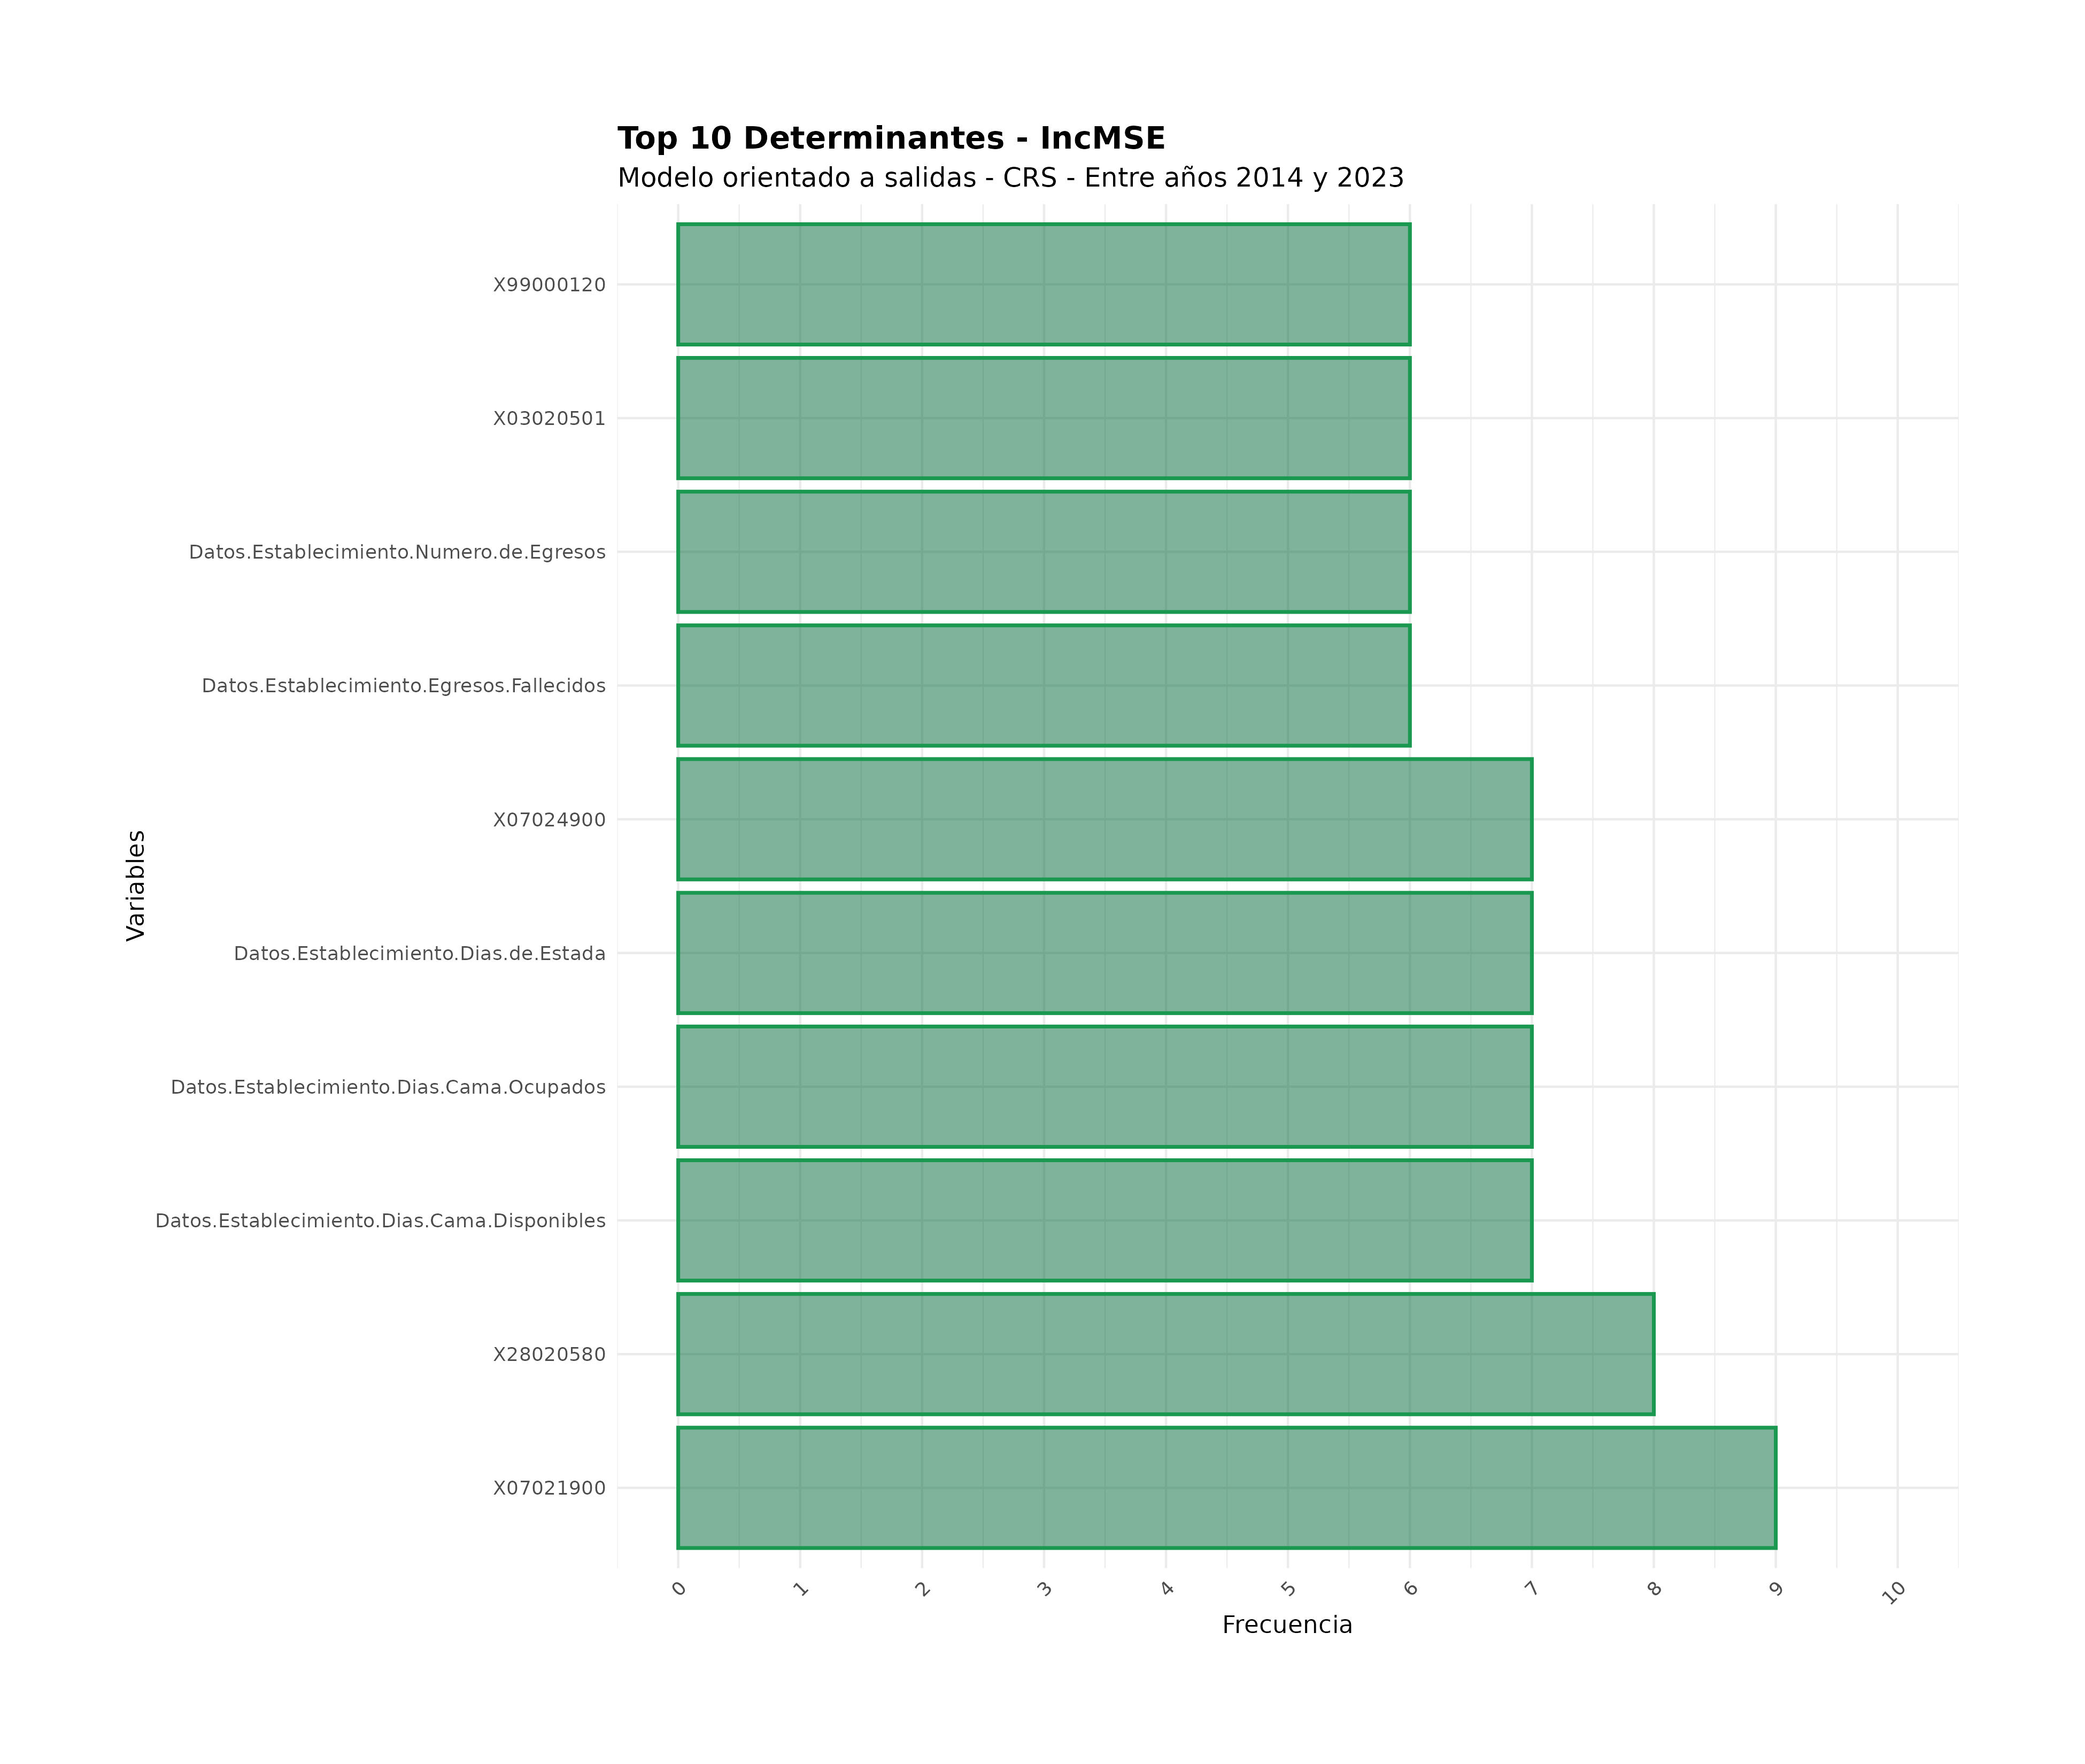 Top 10 Determinantes - IncMSE
Modelo orientado a salidas - CRS - Entre años 2014 y 2023
Variables
X99000120
X03020501
Datos.Establecimiento.Numero.de.Egresos
Datos.Establecimiento.Egresos.Fallecidos
X07024900
Datos.Establecimiento.Dias.de.Estada
Datos.Establecimiento.Dias.Cama.Ocupados
Datos.Establecimiento.Dias.Cama.Disponibles
X28020580
X07021900
0 1 2 3 4 5 6 7 8 9 10
Frecuencia